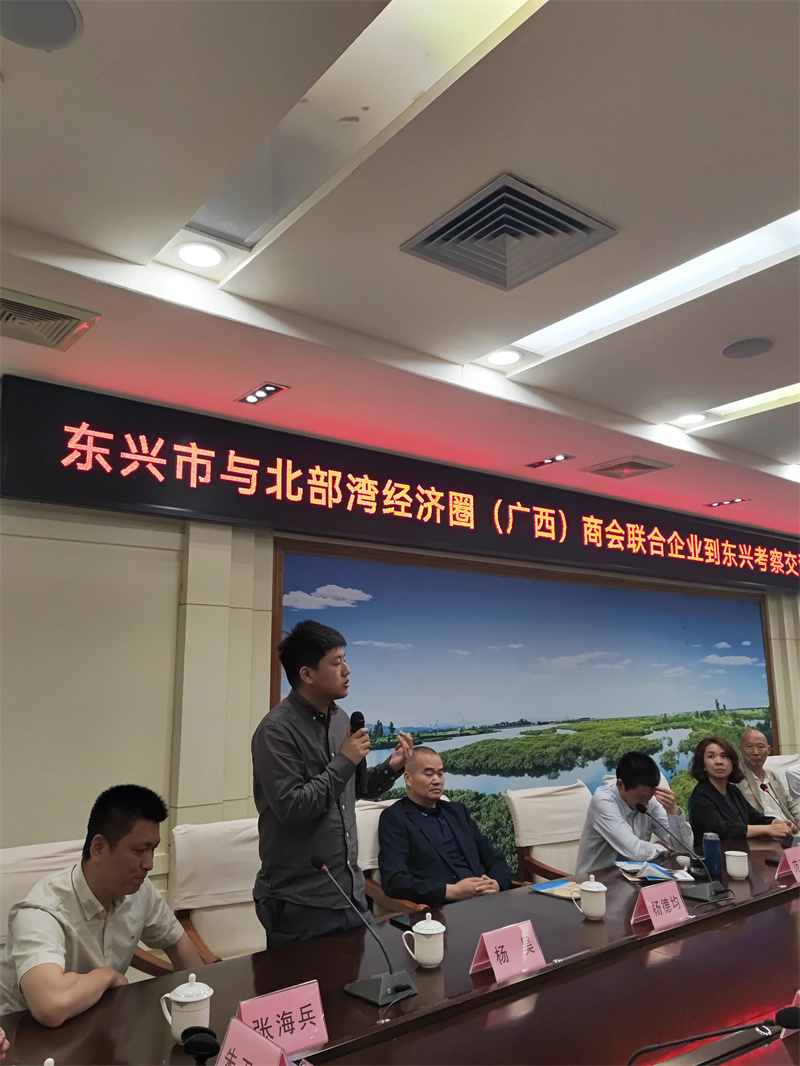 东兴市与北部湾经济圈（广西）商会联合企业到东兴考察交
杨德均
杨昊
张海兵